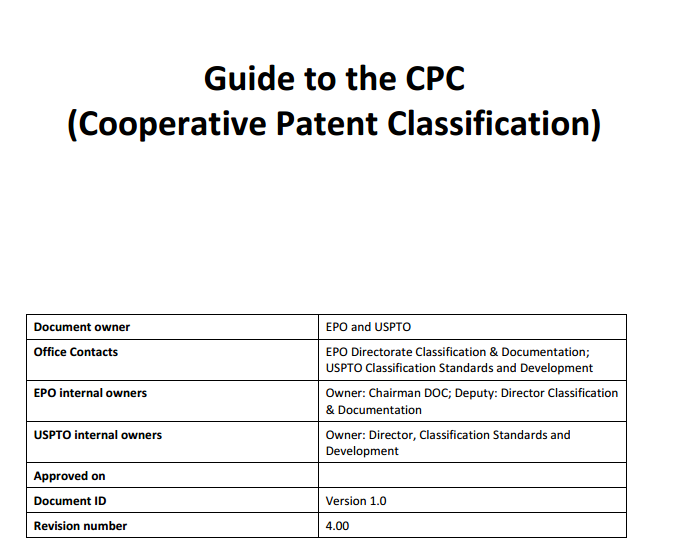 Guide to the CPC
(Cooperative Patent Classification)
Document owner
EPO and USPTO
Office Contacts
EPO Directorate Classification & Documentation;
USPTO Classification Standards and Development
EPO internal owners
Owner: Chairman DOC; Deputy: Director Classification
& Documentation
USPTO internal owners
Owner: Director, Classification Standards and
Development
Approved on
Document ID
Version 1.0
Revision number
4.00